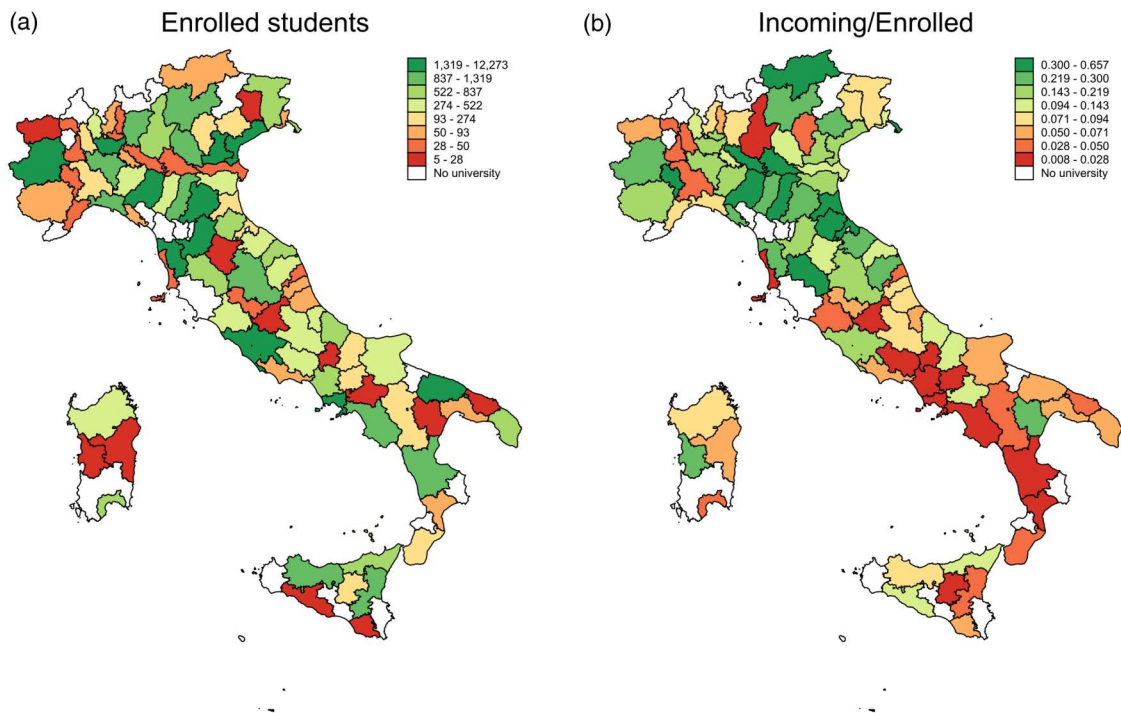 (a) Enrolled students
1,319 - 12,273
837 - 1,319
522 - 837
274 - 522
93 - 274
50 - 93
28 - 50
5 - 28
No university
(b) Incoming/Enrolled
0.300 - 0.657
0.219 - 0.300
0.143 - 0.219
0.094 - 0.143
0.071 - 0.094
0.050 - 0.071
0.028 - 0.050
0.008 - 0.028
No university